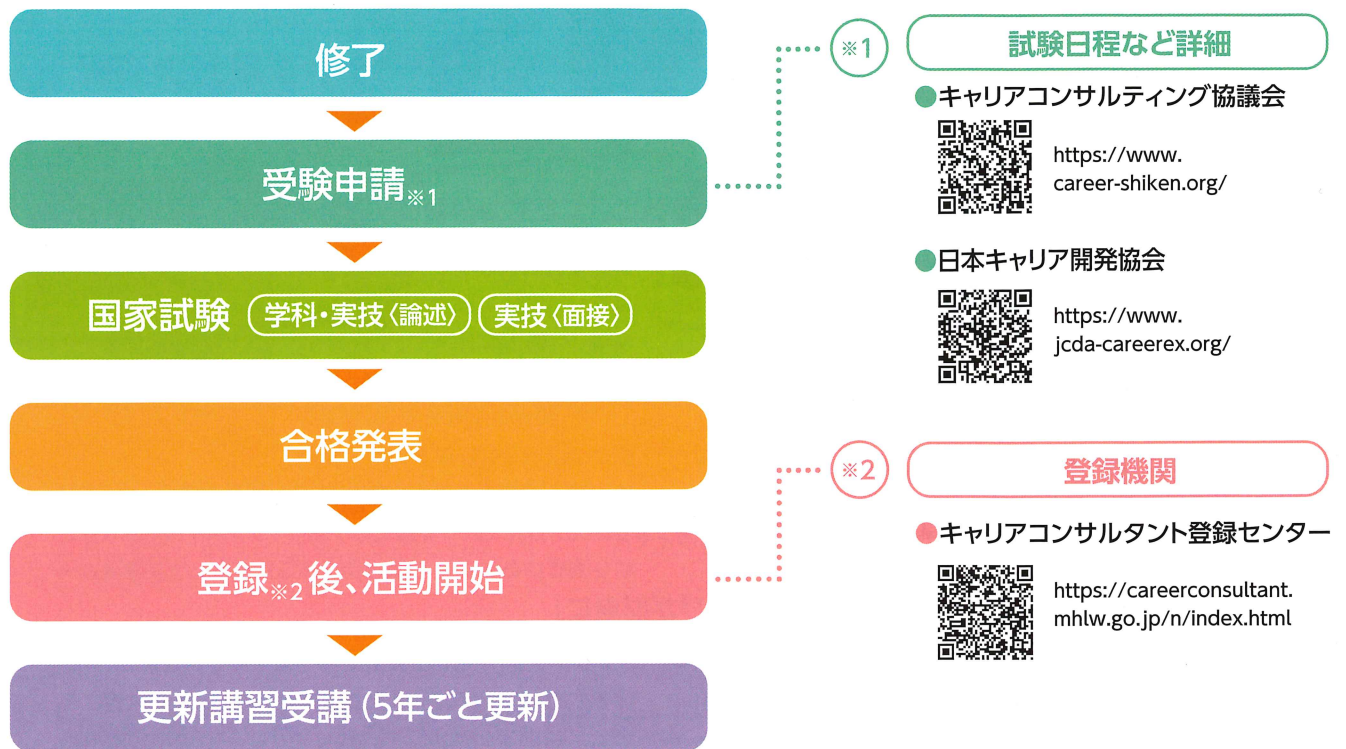 修了
受験申請※1
国家試験 学科・実技〈論述〉 実技〈面接〉
合格発表
登録※2後、活動開始
更新講習受講(5年ごと更新)
※1 試験日程など詳細
●キャリアコンサルティング協議会
https://www.
career-shiken.org/
●日本キャリア開発協会
https://www.
jcda-careerex.org/
※2 登録機関
●キャリアコンサルタント登録センター
https://careerconsultant.
mhlw.go.jp/n/index.html